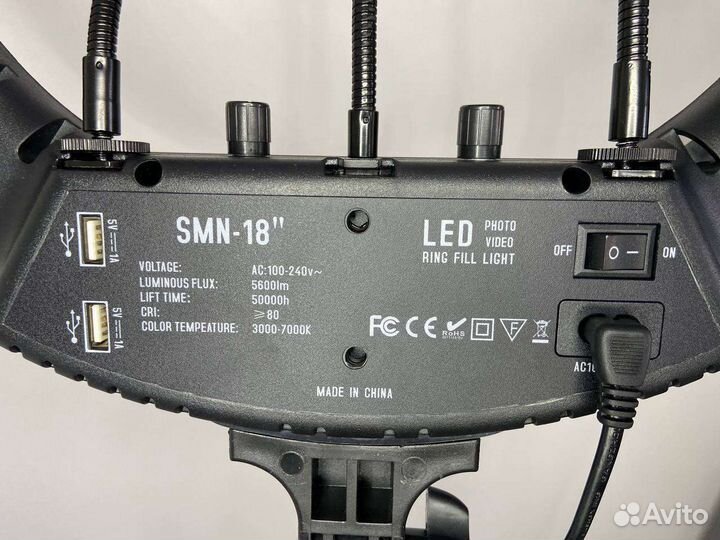 SMN-18"
VOLTAGE: AC:100-240v~
LUMINOUS FLUX: 5600lm
LIFT TIME: 50000h
CRI: ⩾80
COLOR TEMPEATURE: 3000-7000K
5V⎓1A
5V⎓1A
LED PHOTO VIDEO
RING FILL LIGHT
OFF
ON
FC CE RoHS F
MADE IN CHINA
Avito